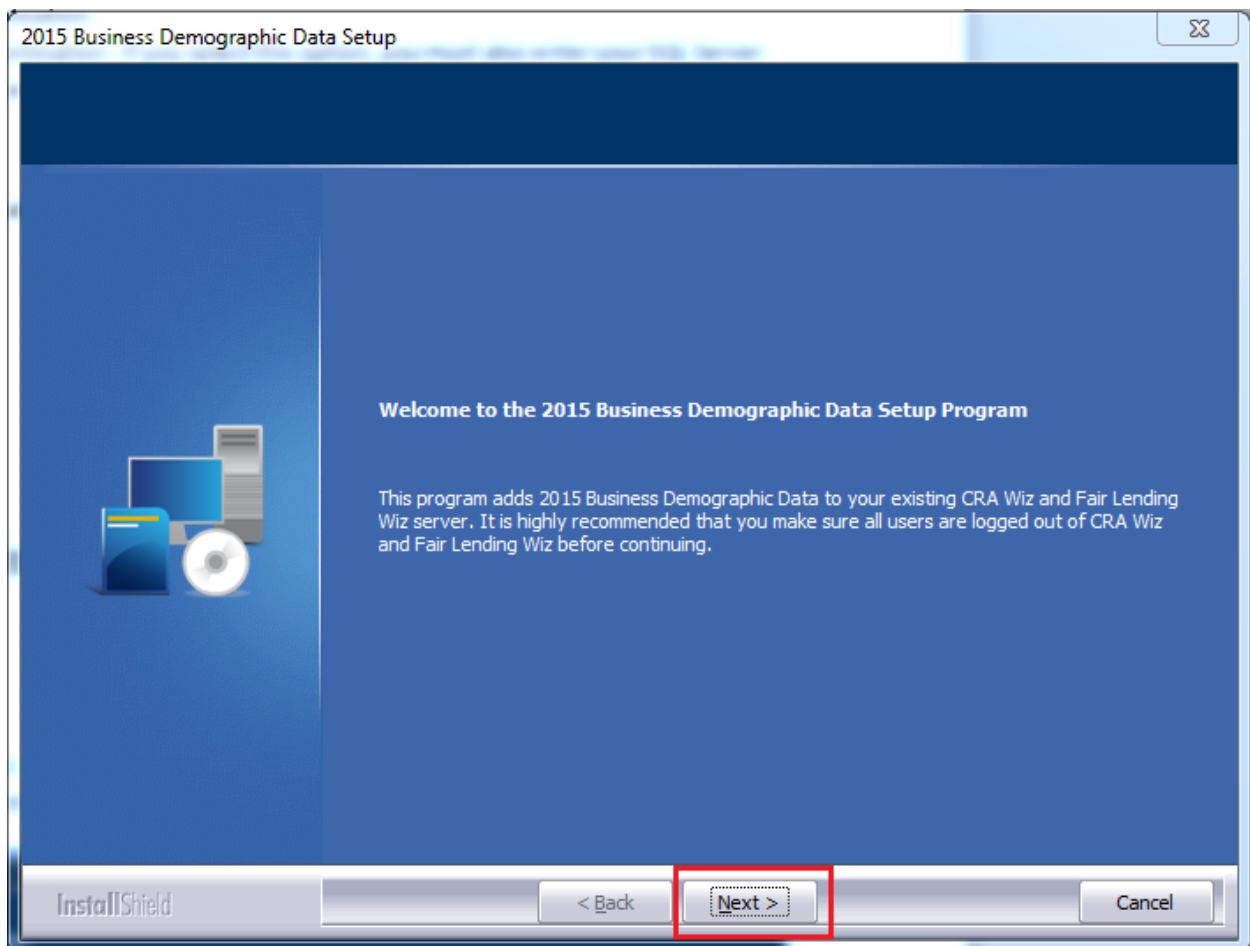 2015 Business Demographic Data Setup
Welcome to the 2015 Business Demographic Data Setup Program
This program adds 2015 Business Demographic Data to your existing CRA Wiz and Fair Lending
Wiz server. It is highly recommended that you make sure all users are logged out of CRA Wiz
and Fair Lending Wiz before continuing.
InstallShield
< Back
Next >
Cancel